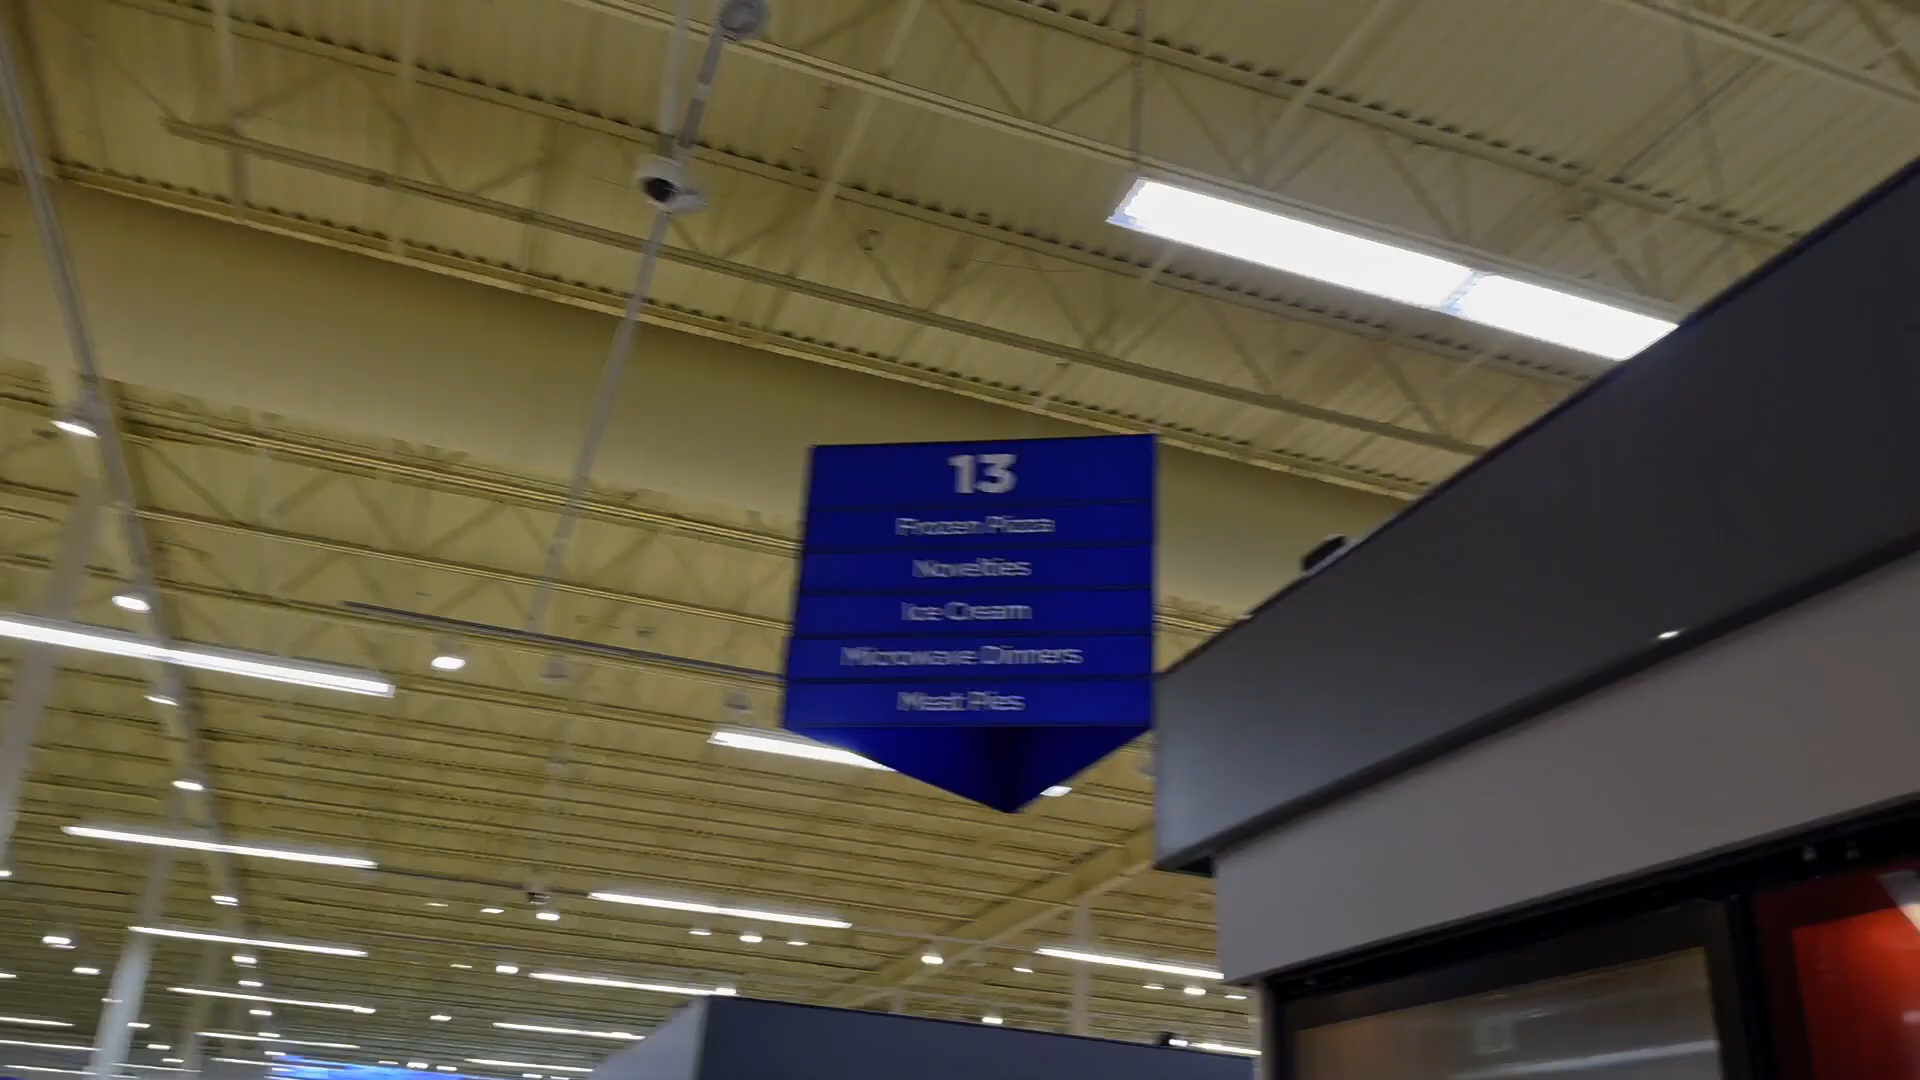 13
Frozen Pizza
Novelties
Ice Cream
Microwave Dinners
Meat Pies